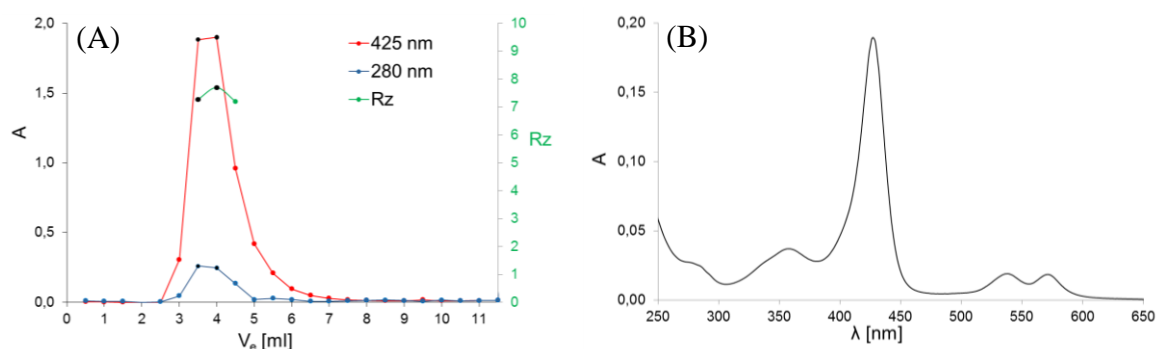 (A)
2,0
1,5
1,0
0,5
0,0
A
0 1 2 3 4 5 6 7 8 9 10 11
Vₑ [ml]
10
9
8
7
6
5
4
3
2
1
0
Rz
425 nm
280 nm
Rz
(B)
0,20
0,15
0,10
0,05
0,00
A
250 300 350 400 450 500 550 600 650
λ [nm]